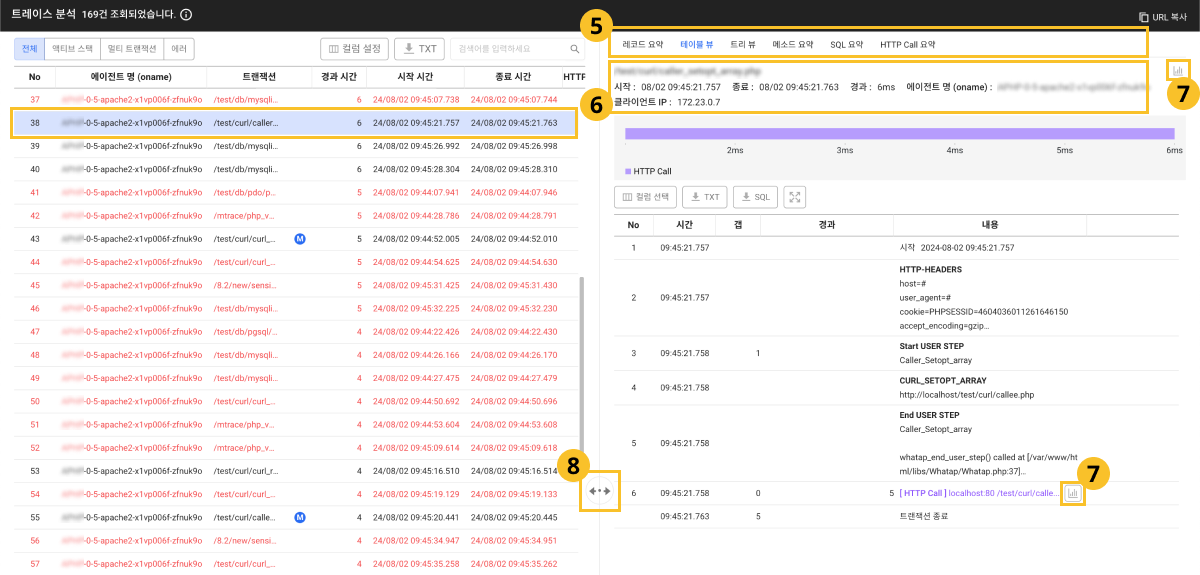 트레이스 분석 169건 조회되었습니다.
URL 복사
전체 액티브 스택 멀티 트랜잭션 에러 컬럼 설정 TXT 검색어를 입력하세요
No 에이전트 명 (oname) 트랜잭션 경과 시간 시작 시간 종료 시간 HTTP
37 -0-5-apache2-x1vp006f-zfnuk9o /test/db/mysqli... 6 24/08/02 09:45:07.738 24/08/02 09:45:07.744
38 -0-5-apache2-x1vp006f-zfnuk9o /test/curl/caller... 6 24/08/02 09:45:21.757 24/08/02 09:45:21.763
39 -0-5-apache2-x1vp006f-zfnuk9o /test/db/mysqli... 6 24/08/02 09:45:26.992 24/08/02 09:45:26.998
40 -0-5-apache2-x1vp006f-zfnuk9o /test/db/mysqli... 6 24/08/02 09:45:28.304 24/08/02 09:45:28.310
41 -0-5-apache2-x1vp006f-zfnuk9o /test/db/pdo/p... 5 24/08/02 09:44:07.941 24/08/02 09:44:07.946
42 -0-5-apache2-x1vp006f-zfnuk9o /mtrace/php_v... 5 24/08/02 09:44:28.786 24/08/02 09:44:28.791
43 -0-5-apache2-x1vp006f-zfnuk9o /test/curl/curl_... M 5 24/08/02 09:44:52.005 24/08/02 09:44:52.010
44 -0-5-apache2-x1vp006f-zfnuk9o /test/curl/curl_... 5 24/08/02 09:44:54.625 24/08/02 09:44:54.630
45 -0-5-apache2-x1vp006f-zfnuk9o /8.2/new/sensi... 5 24/08/02 09:45:31.425 24/08/02 09:45:31.430
46 -0-5-apache2-x1vp006f-zfnuk9o /test/db/mysqli... 5 24/08/02 09:45:32.225 24/08/02 09:45:32.230
47 -0-5-apache2-x1vp006f-zfnuk9o /test/db/pgsql/... 4 24/08/02 09:44:22.426 24/08/02 09:44:22.430
48 -0-5-apache2-x1vp006f-zfnuk9o /test/db/mysqli... 4 24/08/02 09:44:26.166 24/08/02 09:44:26.170
49 -0-5-apache2-x1vp006f-zfnuk9o /test/db/mysqli... 4 24/08/02 09:44:27.475 24/08/02 09:44:27.479
50 -0-5-apache2-x1vp006f-zfnuk9o /test/curl/curl_... 4 24/08/02 09:44:50.692 24/08/02 09:44:50.696
51 -0-5-apache2-x1vp006f-zfnuk9o /mtrace/php_v... 4 24/08/02 09:44:53.604 24/08/02 09:44:53.608
52 -0-5-apache2-x1vp006f-zfnuk9o /mtrace/php_v... 4 24/08/02 09:45:09.614 24/08/02 09:45:09.618
53 -0-5-apache2-x1vp006f-zfnuk9o /test/curl/curl_r... 4 24/08/02 09:45:16.510 24/08/02 09:45:16.514
54 -0-5-apache2-x1vp006f-zfnuk9o /test/curl/curl_... 4 24/08/02 09:45:19.129 24/08/02 09:45:19.133
55 -0-5-apache2-x1vp006f-zfnuk9o /test/curl/calle... M 4 24/08/02 09:45:20.441 24/08/02 09:45:20.445
56 -0-5-apache2-x1vp006f-zfnuk9o /8.2/new/sensi... 4 24/08/02 09:45:34.947 24/08/02 09:45:34.951
57 -0-5-apache2-x1vp006f-zfnuk9o /test/curl/curl_... 4 24/08/02 09:45:35.258 24/08/02 09:45:35.262
8
5
레코드 요약 테이블 뷰 트리 뷰 메소드 요약 SQL 요약 HTTP Call 요약
6
/test/curl/caller_setopt_array.php
시작 : 08/02 09:45:21.757 종료 : 08/02 09:45:21.763 경과 : 6ms 에이전트 명 (oname) :
클라이언트 IP : 172.23.0.7
7
2ms 3ms 4ms 5ms 6ms
HTTP Call
컬럼 선택 TXT SQL
No 시간 갭 경과 내용
1 09:45:21.757 시작 2024-08-02 09:45:21.757
HTTP-HEADERS
host=#
2 09:45:21.757 user_agent=#
cookie=PHPSESSID=4604036011261646150
accept_encoding=gzip...
Start USER STEP
3 09:45:21.758 1 Caller_Setopt_array
CURL_SETOPT_ARRAY
4 09:45:21.758 http://localhost/test/curl/callee.php
End USER STEP
Caller_Setopt_array
5 09:45:21.758
whatap_end_user_step() called at [/var/www/ht
ml/libs/Whatap/Whatap.php:37]...
6 09:45:21.758 0 5 [ HTTP Call ] localhost:80 /test/curl/calle...
7
09:45:21.763 5 트랜잭션 종료